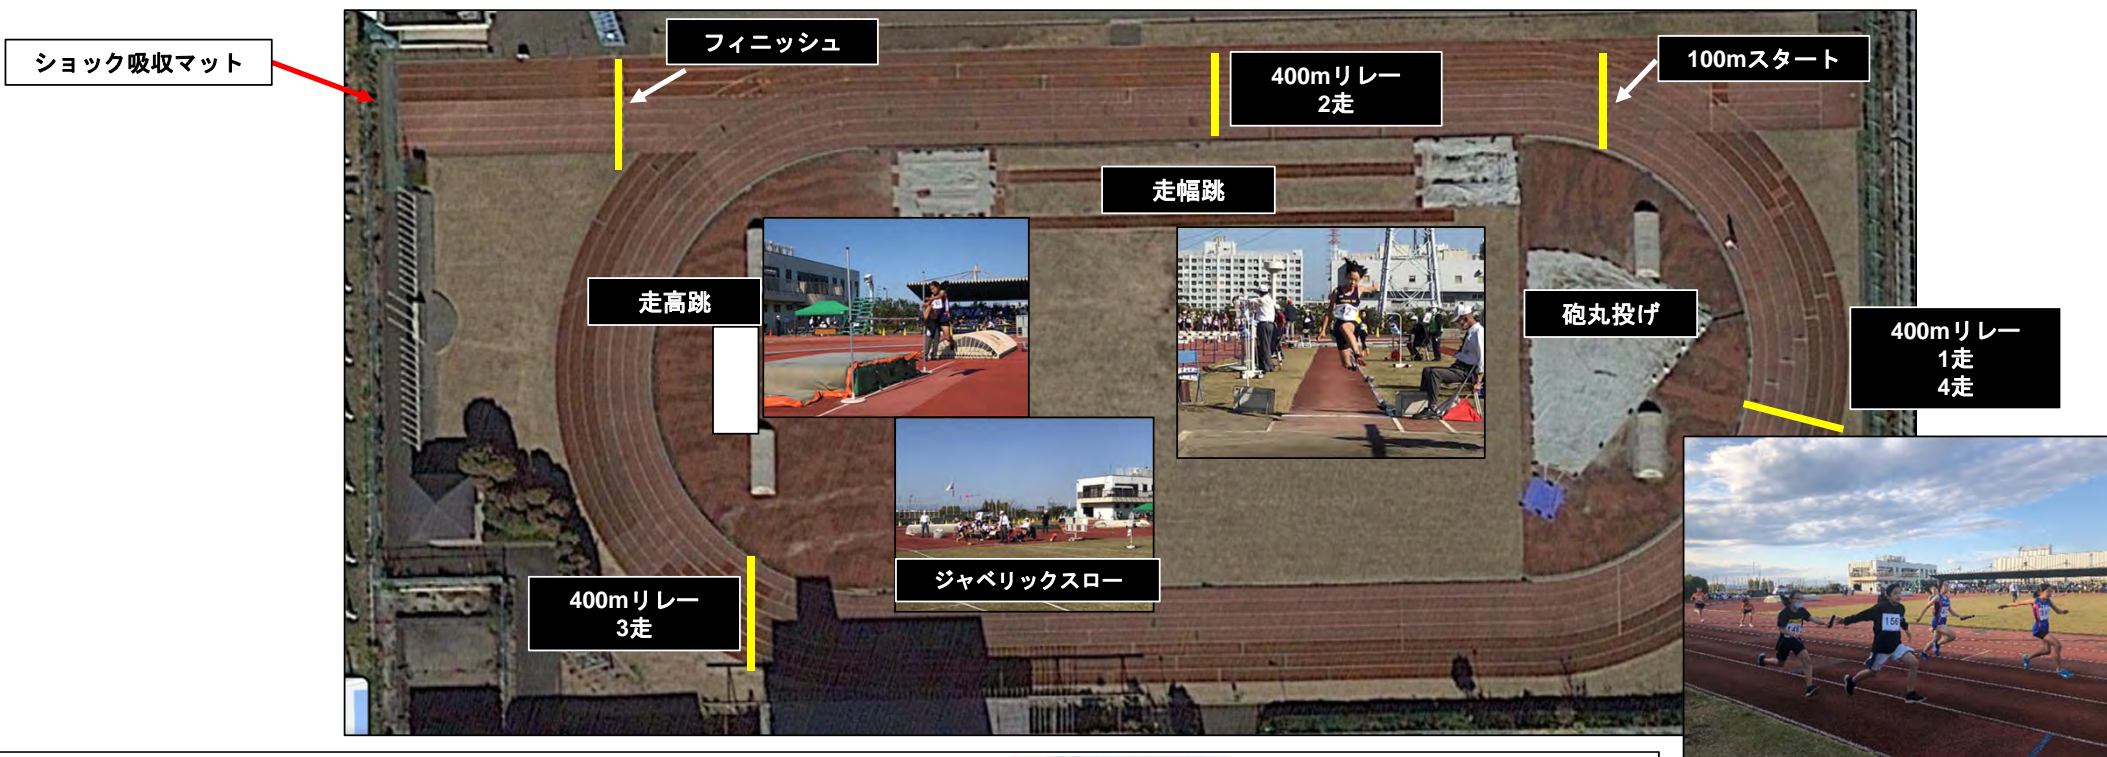 フィニッシュ
ショック吸収マット
100mスタート
400mリレー
2走
走幅跳
走高跳
砲丸投げ
400mリレー
1走
4走
ジャベリックスロー
400mリレー
3走
156